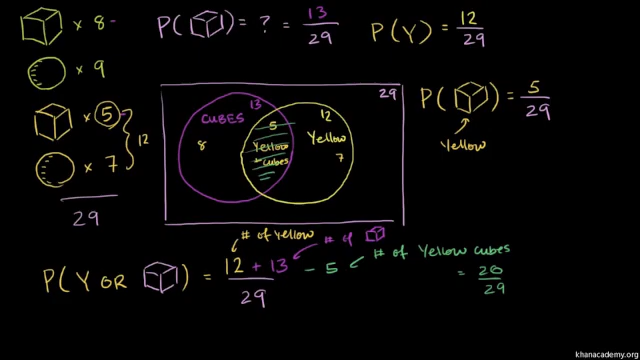 × 8
× 9
× 5
× 7
12
29
P( ) = ? = 13/29
P(Y) = 12/29
P( ) = 5/29
Yellow
29
CUBES 13
8
5
Yellow
cubes
12
Yellow
7
# of Yellow
# of
# of Yellow cubes
P(Y OR ) = 12 + 13 - 5
29
= 20/29
khanacademy.org